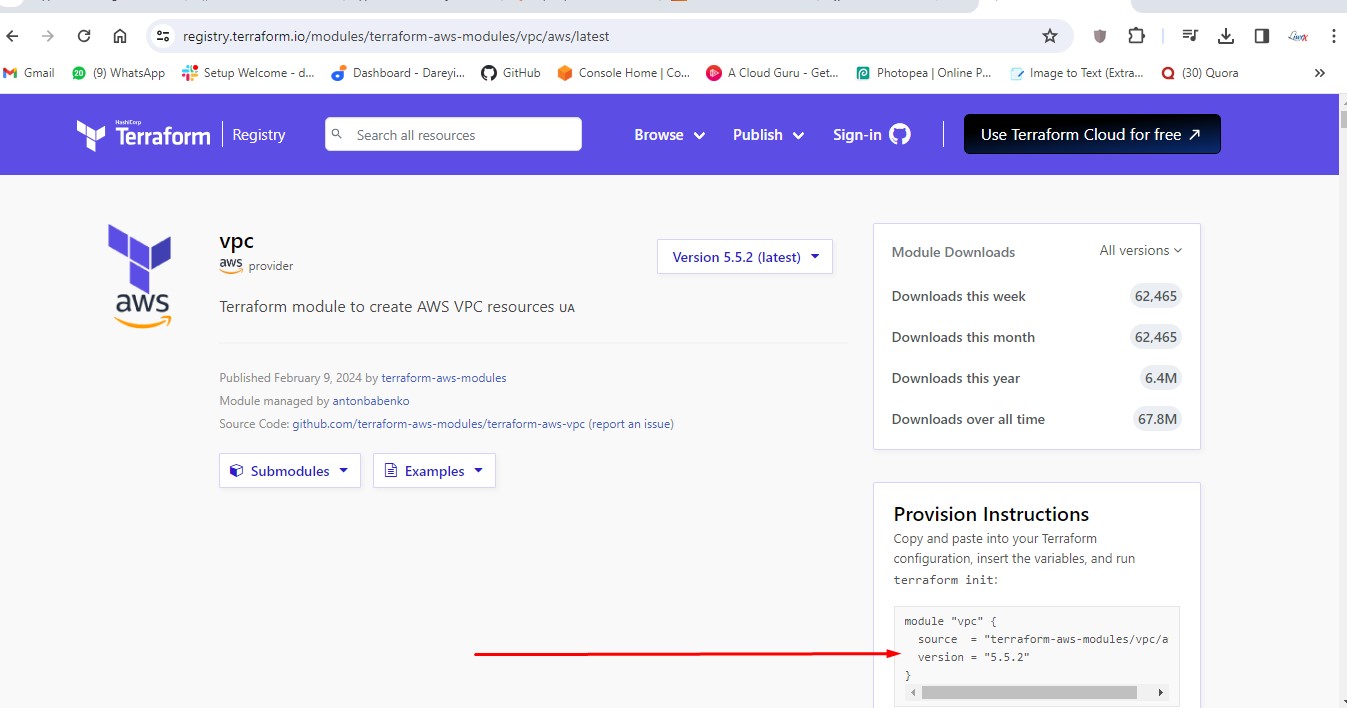 registry.terraform.io/modules/terraform-aws-modules/vpc/aws/latest
Gmail
20 (9) WhatsApp
Setup Welcome - d...
Dashboard - Dareyi...
GitHub
Console Home | Co...
A Cloud Guru - Get...
Photopea | Online P...
Image to Text (Extra...
(30) Quora
HashiCorp
Terraform
Registry
Search all resources
Browse
Publish
Sign-in
Use Terraform Cloud for free ↗
aws
vpc
aws provider
Version 5.5.2 (latest)
Terraform module to create AWS VPC resources UA
Published February 9, 2024 by terraform-aws-modules
Module managed by antonbabenko
Source Code: github.com/terraform-aws-modules/terraform-aws-vpc (report an issue)
Submodules
Examples
Module Downloads
All versions
Downloads this week 62,465
Downloads this month 62,465
Downloads this year 6.4M
Downloads over all time 67.8M
Provision Instructions
Copy and paste into your Terraform
configuration, insert the variables, and run
terraform init:
module "vpc" {
  source  = "terraform-aws-modules/vpc/a
  version = "5.5.2"
}